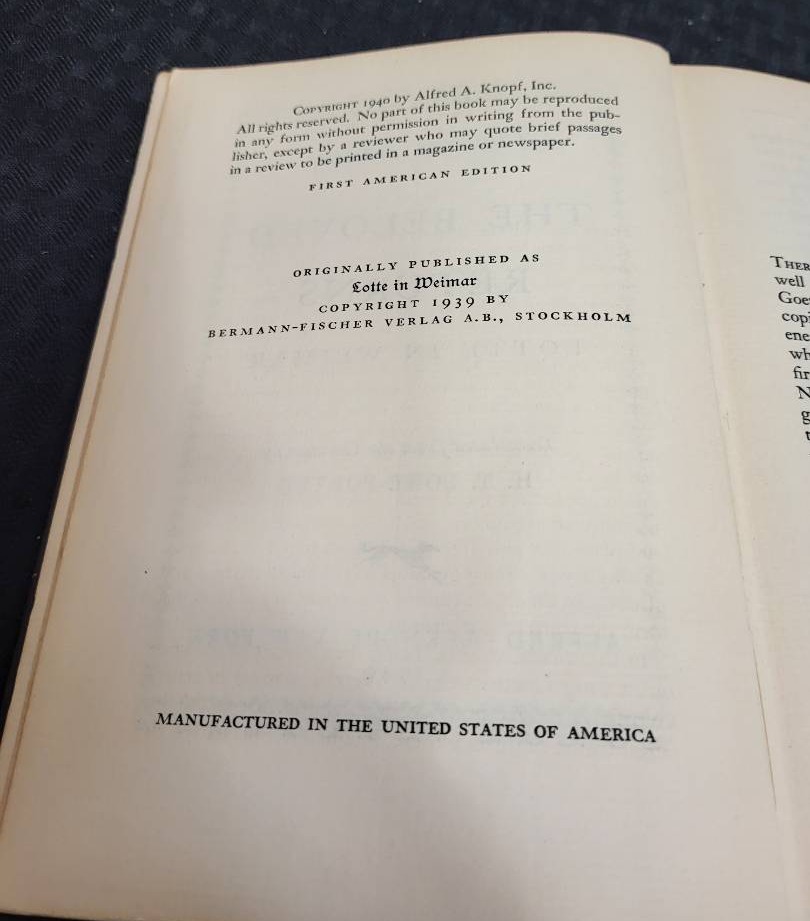 COPYRIGHT 1940 by Alfred A. Knopf, Inc.
All rights reserved. No part of this book may be reproduced
in any form without permission in writing from the pub-
lisher, except by a reviewer who may quote brief passages
in a review to be printed in a magazine or newspaper.
FIRST AMERICAN EDITION
ORIGINALLY PUBLISHED AS
Lotte in Weimar
COPYRIGHT 1939 BY
BERMANN-FISCHER VERLAG A.B., STOCKHOLM
MANUFACTURED IN THE UNITED STATES OF AMERICA
well